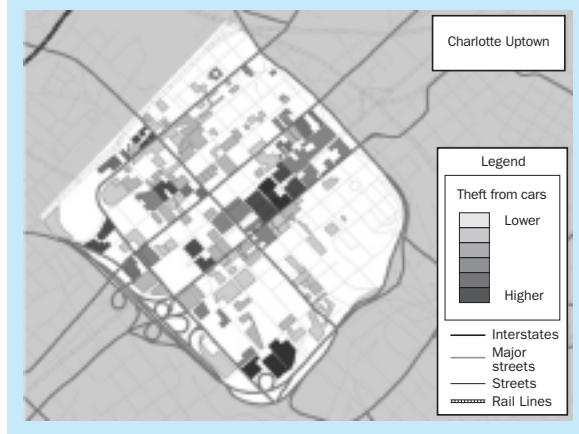 Charlotte Uptown
Legend
Theft from cars
Lower
Higher
Interstates
Major
streets
Streets
Rail Lines